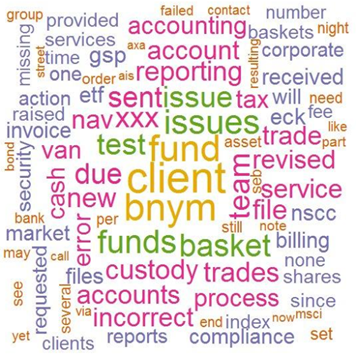 group
failed
contact
accounting
number
provided
baskets
night
missing
street
services
axa
account
resulting
corporate
time
gsp
one
order
ais
reporting
received
action
etf
sent
issue
tax
will
need
raised
nav
xxx
issues
eck
fee
invoice
test
fund
asset
trade
like
part
bond
security
van
client
team
seb
revised
cash
due
new
bnym
service
file
nscc
bank
per
still
note
market
error
funds
basket
billing
may
call
requested
files
custody
trades
none
shares
see
several
accounts
process
since
via
incorrect
end
index
now
msci
yet
clients
reports
compliance
set